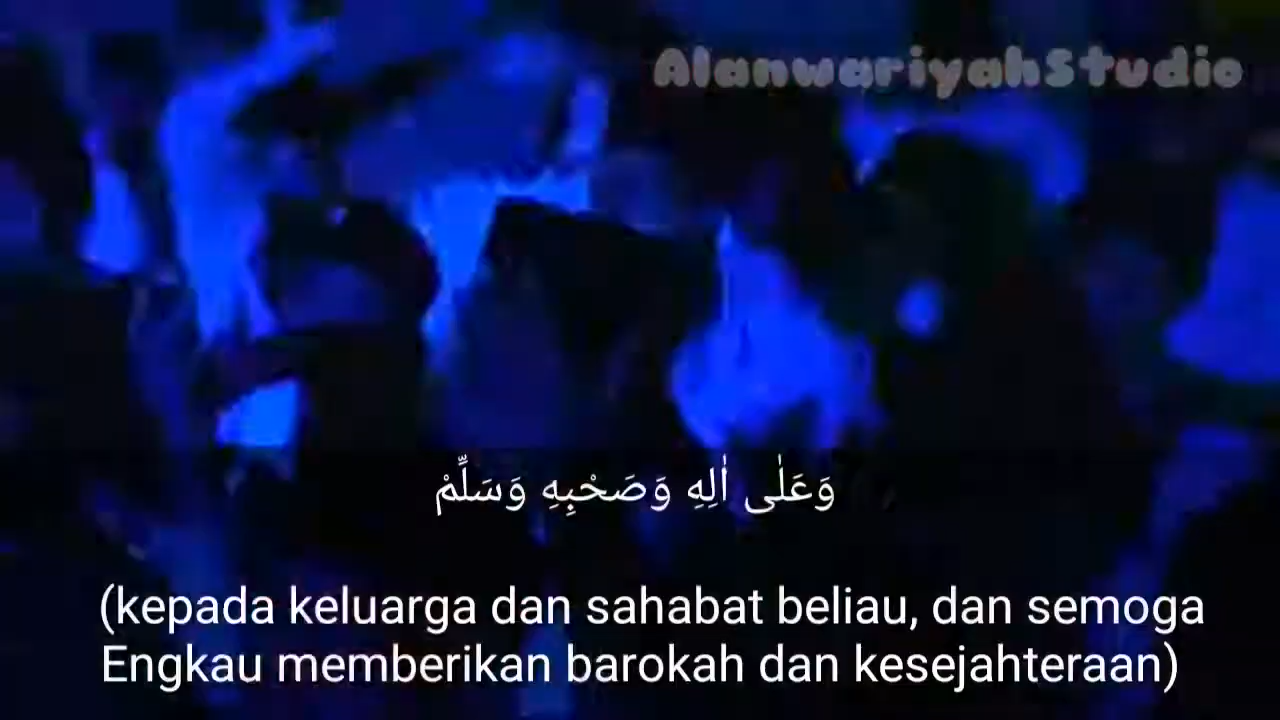 AlanwariyahStudio
وَعَلٰى اٰلِهِ وَصَحْبِهِ وَسَلِّمْ
(kepada keluarga dan sahabat beliau, dan semoga
Engkau memberikan barokah dan kesejahteraan)